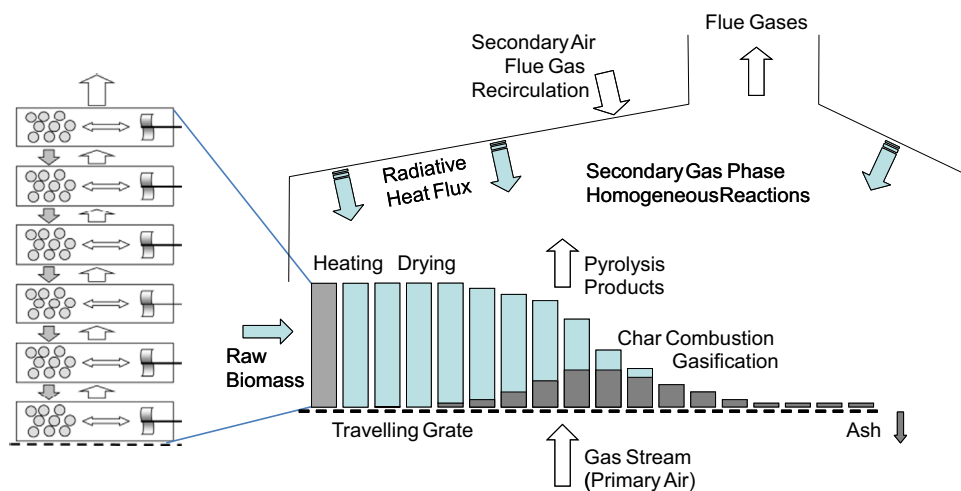 Flue Gases
Secondary Air
Flue Gas
Recirculation
Radiative
Heat Flux
Secondary Gas Phase
Homogeneous Reactions
Heating Drying
Pyrolysis
Products
Raw
Biomass
Char Combustion
Gasification
Travelling Grate
Gas Stream
(Primary Air)
Ash